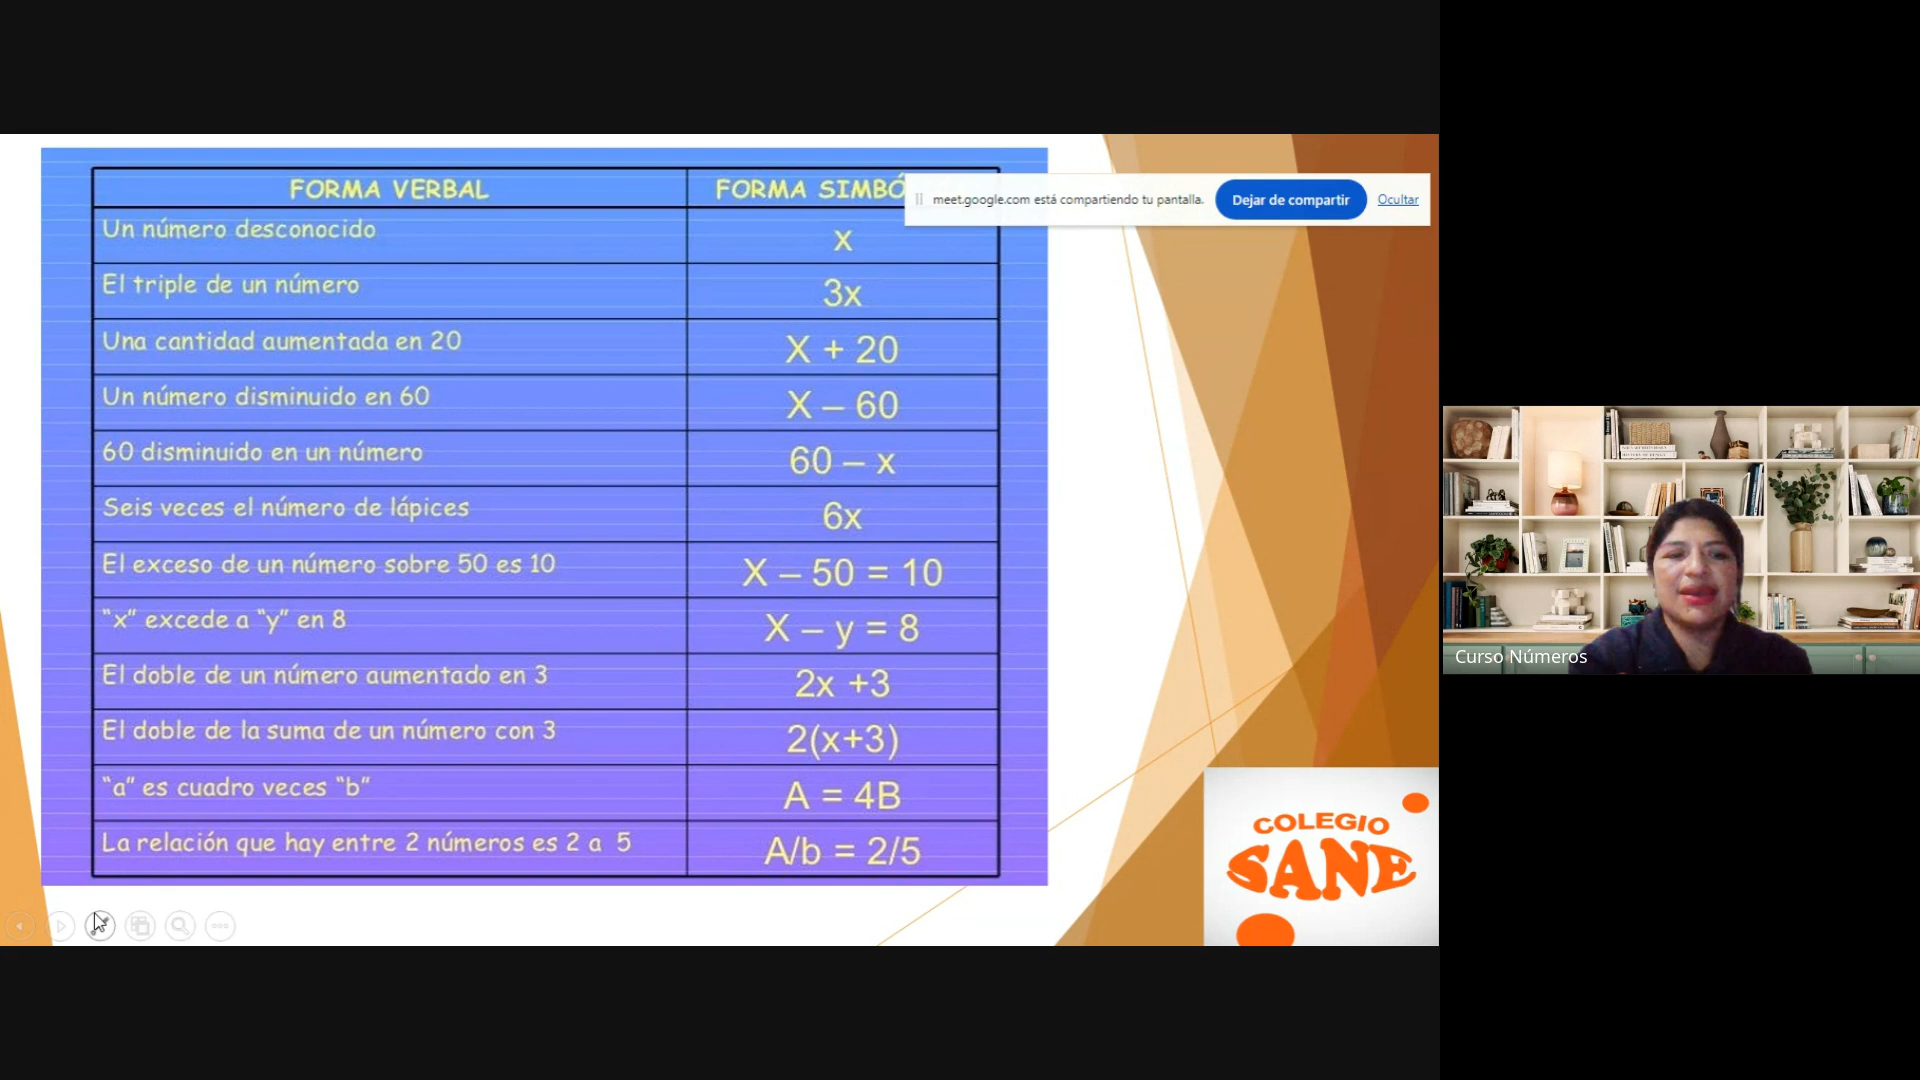 FORMA VERBAL
FORMA SIMBÓ
meet.google.com está compartiendo tu pantalla.
Dejar de compartir
Ocultar
Un número desconocido
x
El triple de un número
3x
Una cantidad aumentada en 20
X + 20
Un número disminuido en 60
X – 60
60 disminuido en un número
60 – x
Seis veces el número de lápices
6x
El exceso de un número sobre 50 es 10
X – 50 = 10
“x” excede a “y” en 8
X – y = 8
El doble de un número aumentado en 3
2x +3
El doble de la suma de un número con 3
2(x+3)
“a” es cuadro veces “b”
A = 4B
La relación que hay entre 2 números es 2 a 5
A/b = 2/5
COLEGIO
SANE
Curso Números